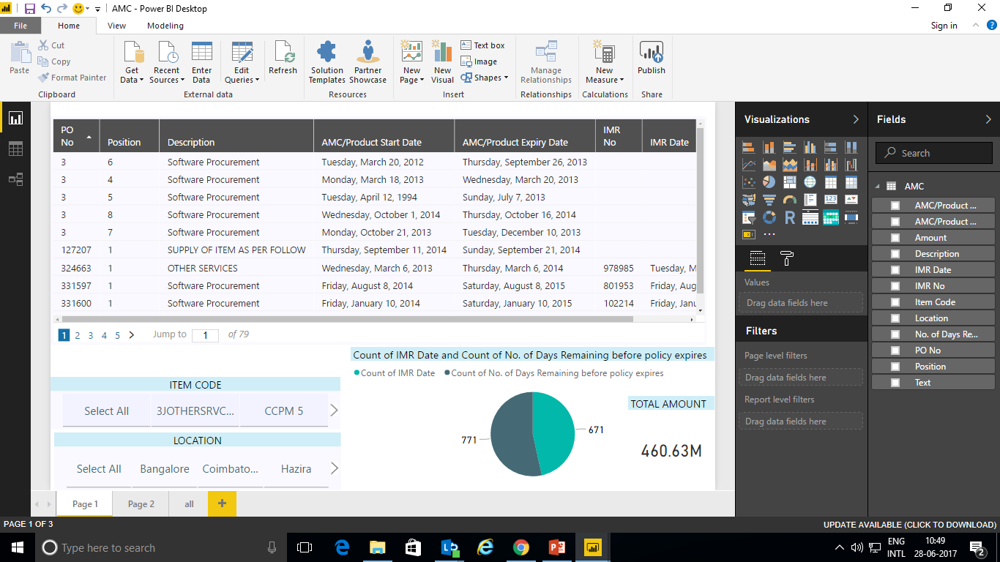 AMC - Power BI Desktop
File Home View Modeling Sign in
Paste Cut Copy Format Painter
Clipboard
Get Data Recent Sources Enter Data Edit Queries Refresh
External data
Solution Templates Partner Showcase
Resources
New Page New Visual Text box Image Shapes
Insert
Manage Relationships
Relationships
New Measure
Calculations
Publish
Share
PO No Position Description AMC/Product Start Date AMC/Product Expiry Date IMR No IMR Date
3 6 Software Procurement Tuesday, March 20, 2012 Thursday, September 26, 2013
3 4 Software Procurement Monday, March 18, 2013 Wednesday, March 20, 2013
3 5 Software Procurement Tuesday, April 12, 1994 Sunday, July 7, 2013
3 8 Software Procurement Wednesday, October 1, 2014 Thursday, October 16, 2014
3 7 Software Procurement Monday, October 21, 2013 Tuesday, December 10, 2013
127207 1 SUPPLY OF ITEM AS PER FOLLOW Thursday, September 11, 2014 Sunday, September 21, 2014
324663 1 OTHER SERVICES Wednesday, March 6, 2013 Thursday, March 6, 2014 978985 Tuesday, M
331597 1 Software Procurement Friday, August 8, 2014 Saturday, August 8, 2015 801953 Friday, Aug
331600 1 Software Procurement Friday, January 10, 2014 Saturday, January 10, 2015 102214 Friday, Janu
1 2 3 4 5 > Jump to 1 of 79
Count of IMR Date and Count of No. of Days Remaining before policy expires
Count of IMR Date Count of No. of Days Remaining before policy expires
771
671
ITEM CODE
Select All 3JOTHERSRVC... CCPM 5
LOCATION
Select All Bangalore Coimbato... Hazira
TOTAL AMOUNT
460.63M
Page 1 Page 2 all +
PAGE 1 OF 3
UPDATE AVAILABLE (CLICK TO DOWNLOAD)
Visualizations
R
123
Values
Drag data fields here
Filters
Page level filters
Drag data fields here
Report level filters
Drag data fields here
Fields
Search
AMC
AMC/Product ...
AMC/Product ...
Amount
Description
IMR Date
IMR No
Item Code
Location
No. of Days Re...
PO No
Position
Text
Type here to search
ENG
INTL
10:49
28-06-2017
2